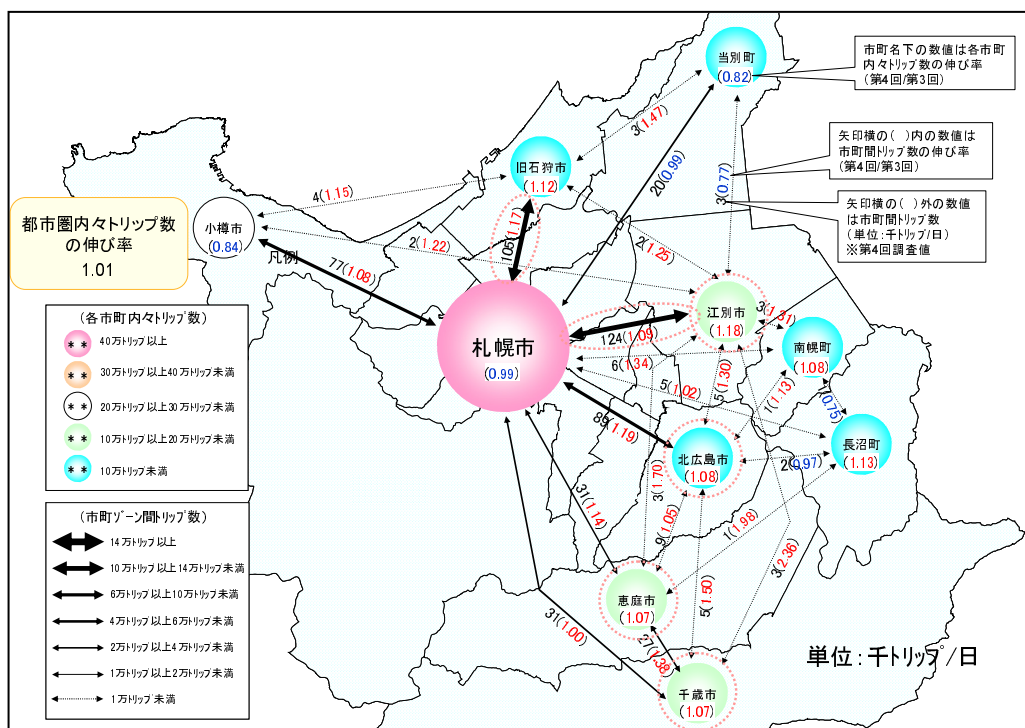 当別町
(0.82)
市町名下の数値は各市町
内々トリップ数の伸び率
(第4回/第3回)
矢印横の( )内の数値は
市町間トリップ数の伸び率
(第4回/第3回)
矢印横の( )外の数値
は市町間トリップ数
(単位:千トリップ/日)
※第4回調査値
3(1.47)
旧石狩市
(1.12)
20(0.99)
3(0.77)
4(1.15)
都市圏内々トリップ数
の伸び率
1.01
小樽市
(0.84)
凡例
77(1.08)
105(1.17)
2(1.22)
2(1.25)
札幌市
(0.99)
江別市
(1.18)
3(1.31)
124(1.09)
南幌町
(1.08)
6(1.34)
5(1.02)
5(1.30)
1(1.13)
(0.75)
89(1.19)
北広島市
(1.08)
2(0.97)
長沼町
(1.13)
3(1.70)
31(1.14)
9(1.05)
1(1.98)
5(1.50)
3(2.36)
恵庭市
(1.07)
31(1.00)
27(1.38)
千歳市
(1.07)
単位:千トリップ/日
(各市町内々トリップ数)
** 40万トリップ以上
** 30万トリップ以上40万トリップ未満
** 20万トリップ以上30万トリップ未満
** 10万トリップ以上20万トリップ未満
** 10万トリップ未満
(市町ゾーン間トリップ数)
14万トリップ以上
10万トリップ以上14万トリップ未満
6万トリップ以上10万トリップ未満
4万トリップ以上6万トリップ未満
2万トリップ以上4万トリップ未満
1万トリップ以上2万トリップ未満
1万トリップ未満